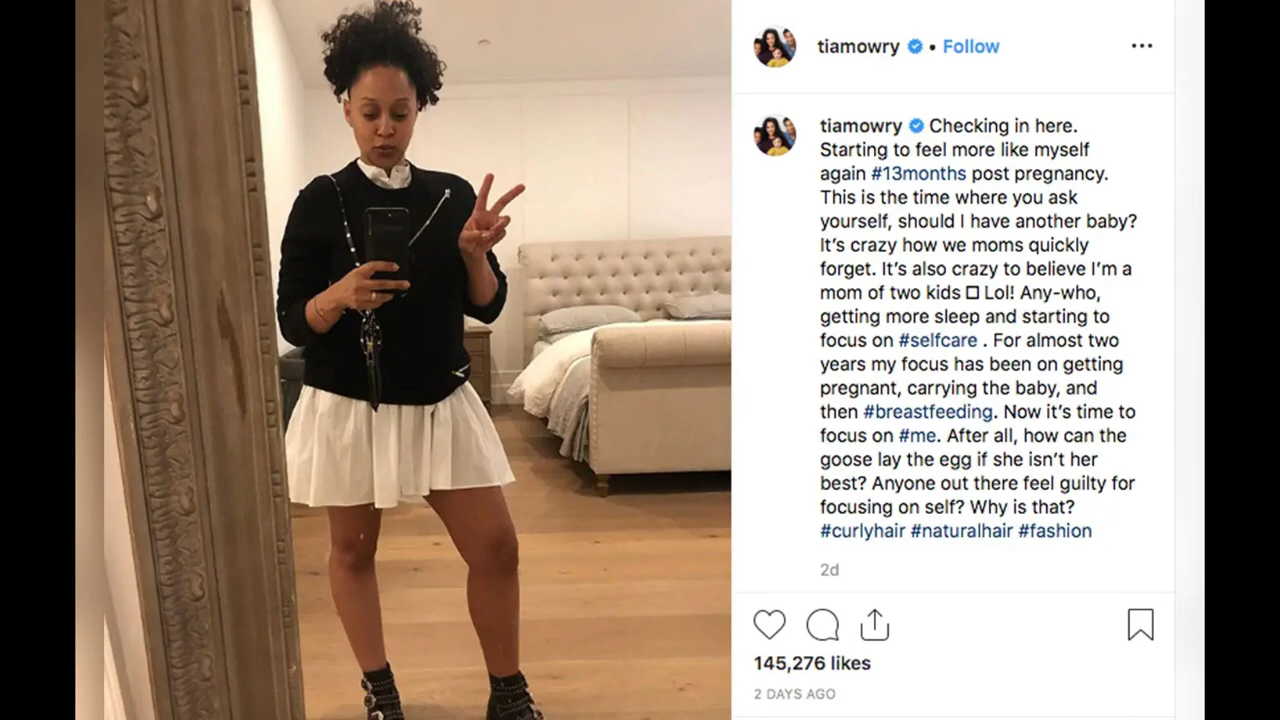 tiamowry • Follow
tiamowry Checking in here.
Starting to feel more like myself
again #13months post pregnancy.
This is the time where you ask
yourself, should I have another baby?
It’s crazy how we moms quickly
forget. It’s also crazy to believe I’m a
mom of two kids □ Lol! Any-who,
getting more sleep and starting to
focus on #selfcare . For almost two
years my focus has been on getting
pregnant, carrying the baby, and
then #breastfeeding. Now it’s time to
focus on #me. After all, how can the
goose lay the egg if she isn’t her
best? Anyone out there feel guilty for
focusing on self? Why is that?
#curlyhair #naturalhair #fashion
2d
145,276 likes
2 DAYS AGO